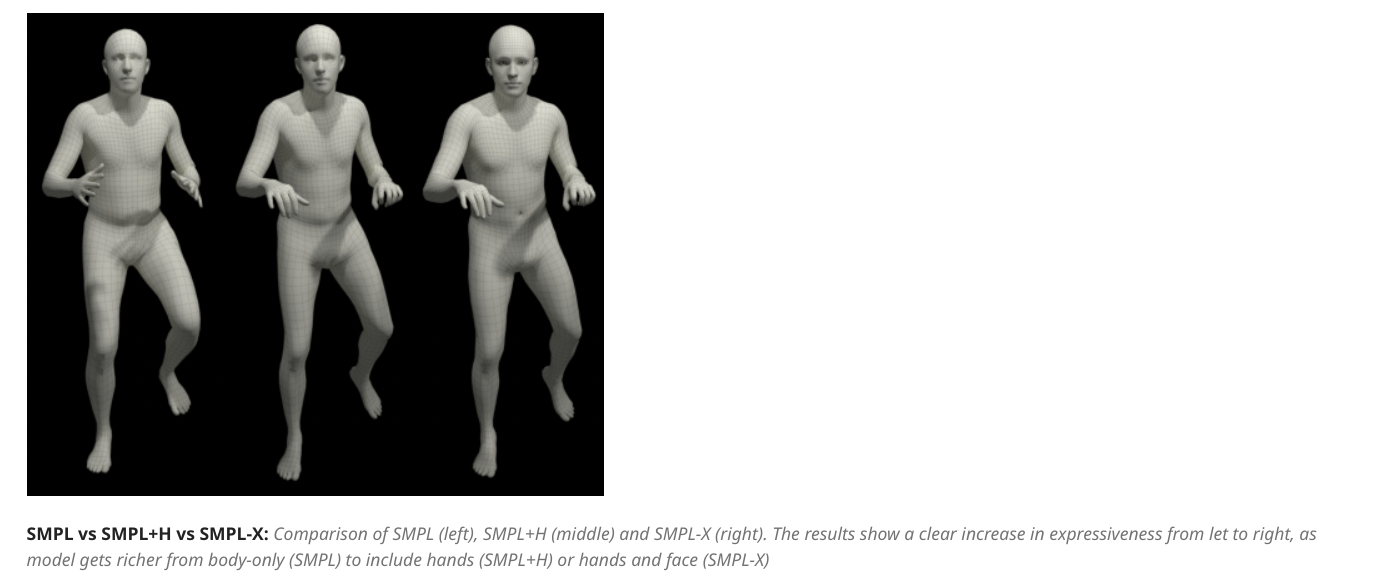 SMPL vs SMPL+H vs SMPL-X: Comparison of SMPL (left), SMPL+H (middle) and SMPL-X (right). The results show a clear increase in expressiveness from let to right, as
model gets richer from body-only (SMPL) to include hands (SMPL+H) or hands and face (SMPL-X)